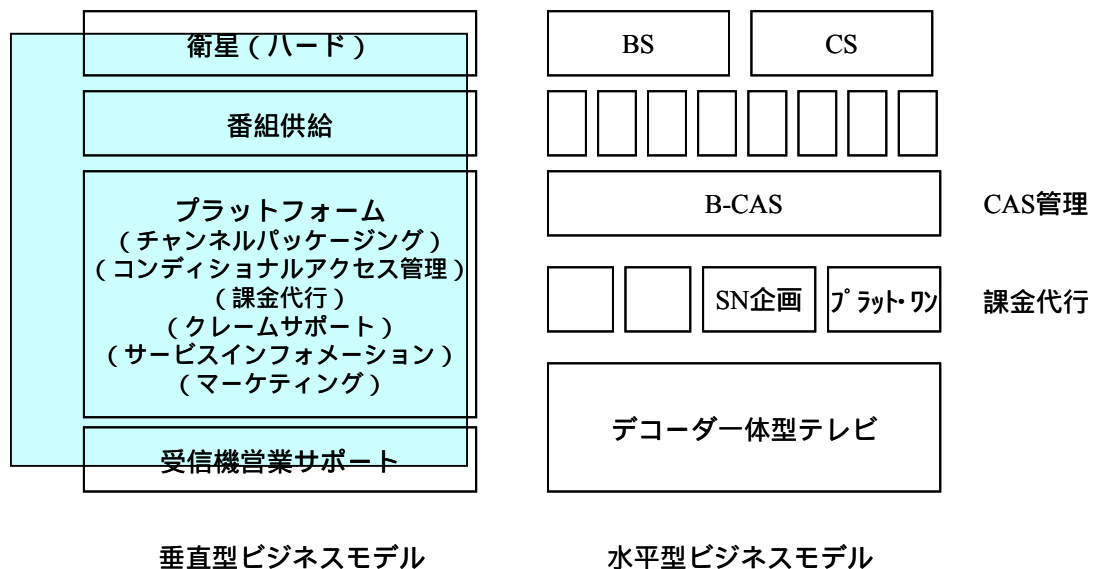 衛星（ハード）
BS
CS
番組供給
プラットフォーム
（チャンネルパッケージング）
（コンディショナルアクセス管理）
（課金代行）
（クレームサポート）
（サービスインフォメーション）
（マーケティング）
B-CAS
CAS管理
SN企画
プラット・ワン
課金代行
デコーダ一体型テレビ
受信機営業サポート
垂直型ビジネスモデル
水平型ビジネスモデル